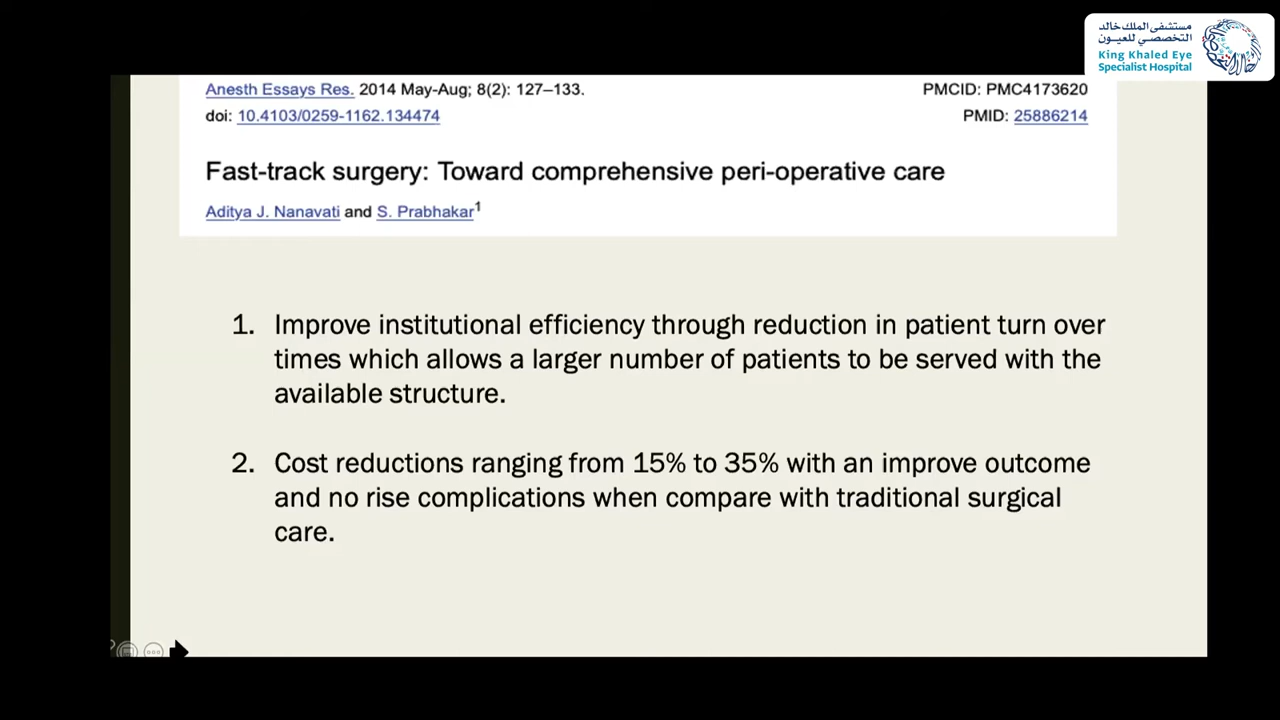 مستشفى الملك خالد
التخصصي للعيون
King Khaled Eye
Specialist Hospital
Anesth Essays Res. 2014 May-Aug; 8(2): 127–133.
PMCID: PMC4173620
doi: 10.4103/0259-1162.134474
PMID: 25886214
Fast-track surgery: Toward comprehensive peri-operative care
Aditya J. Nanavati and S. Prabhakar1
1. Improve institutional efficiency through reduction in patient turn over
times which allows a larger number of patients to be served with the
available structure.
2. Cost reductions ranging from 15% to 35% with an improve outcome
and no rise complications when compare with traditional surgical
care.